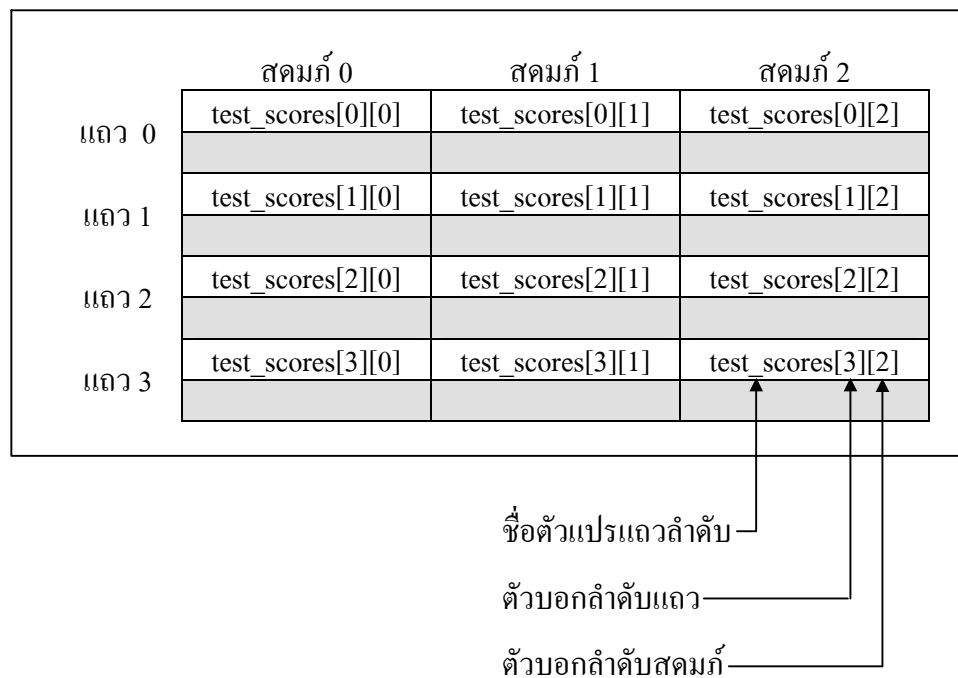 สดมภ์ 0 สดมภ์ 1 สดมภ์ 2
แถว 0 test_scores[0][0] test_scores[0][1] test_scores[0][2]
แถว 1 test_scores[1][0] test_scores[1][1] test_scores[1][2]
แถว 2 test_scores[2][0] test_scores[2][1] test_scores[2][2]
แถว 3 test_scores[3][0] test_scores[3][1] test_scores[3][2]
ชื่อตัวแปรแถวลำดับ
ตัวบอกลำดับแถว
ตัวบอกลำดับสดมภ์